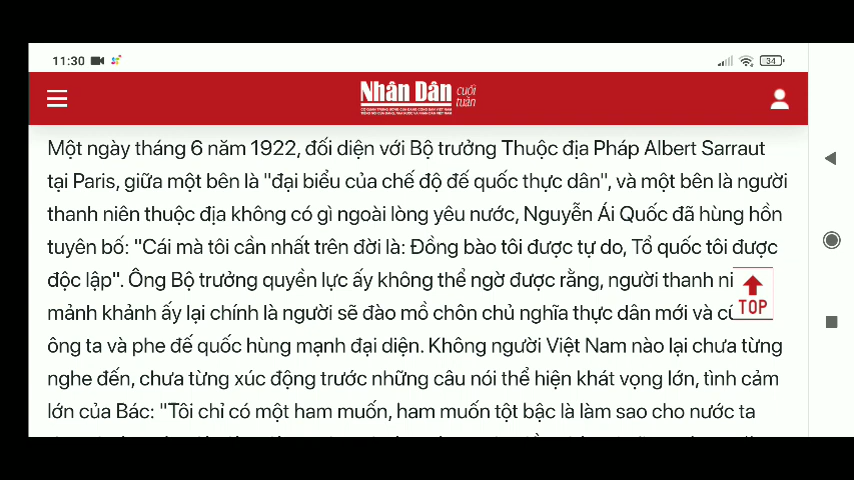 11:30
34
Nhân Dân cuối tuần
Một ngày tháng 6 năm 1922, đối diện với Bộ trưởng Thuộc địa Pháp Albert Sarraut
tại Paris, giữa một bên là "đại biểu của chế độ đế quốc thực dân", và một bên là người
thanh niên thuộc địa không có gì ngoài lòng yêu nước, Nguyễn Ái Quốc đã hùng hồn
tuyên bố: "Cái mà tôi cần nhất trên đời là: Đồng bào tôi được tự do, Tổ quốc tôi được
độc lập". Ông Bộ trưởng quyền lực ấy không thể ngờ được rằng, người thanh
mảnh khảnh ấy lại chính là người sẽ đào mồ chôn chủ nghĩa thực dân mới và
TOP
ông ta và phe đế quốc hùng mạnh đại diện. Không người Việt Nam nào lại chưa từng
nghe đến, chưa từng xúc động trước những câu nói thể hiện khát vọng lớn, tình cảm
lớn của Bác: "Tôi chỉ có một ham muốn, ham muốn tột bậc là làm sao cho nước ta